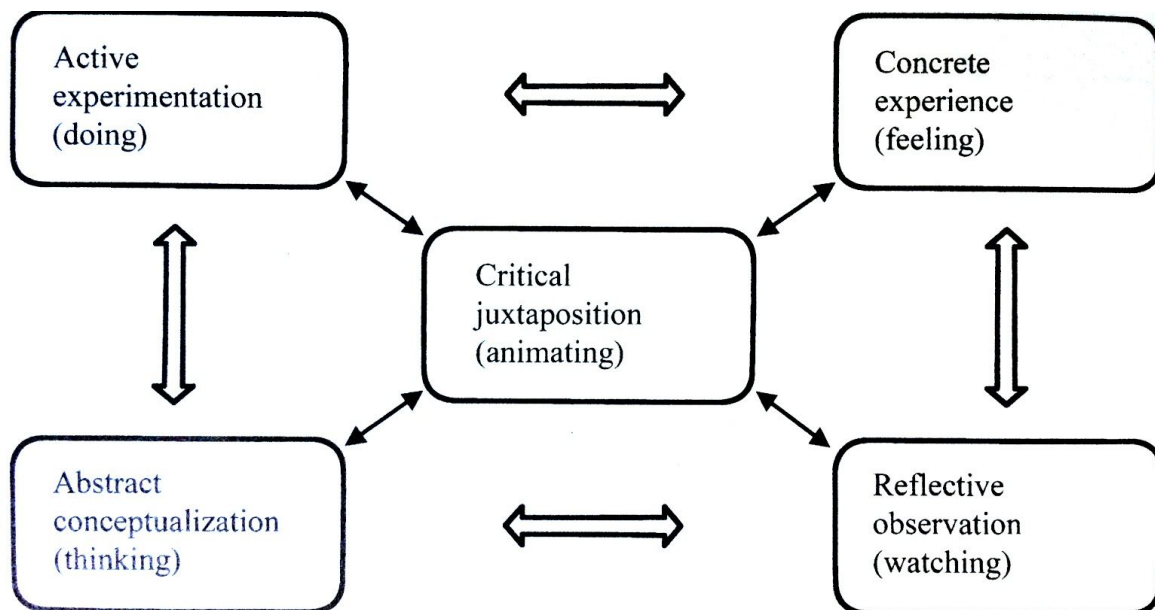 Active
experimentation
(doing)
Concrete
experience
(feeling)
Critical
juxtaposition
(animating)
Abstract
conceptualization
(thinking)
Reflective
observation
(watching)